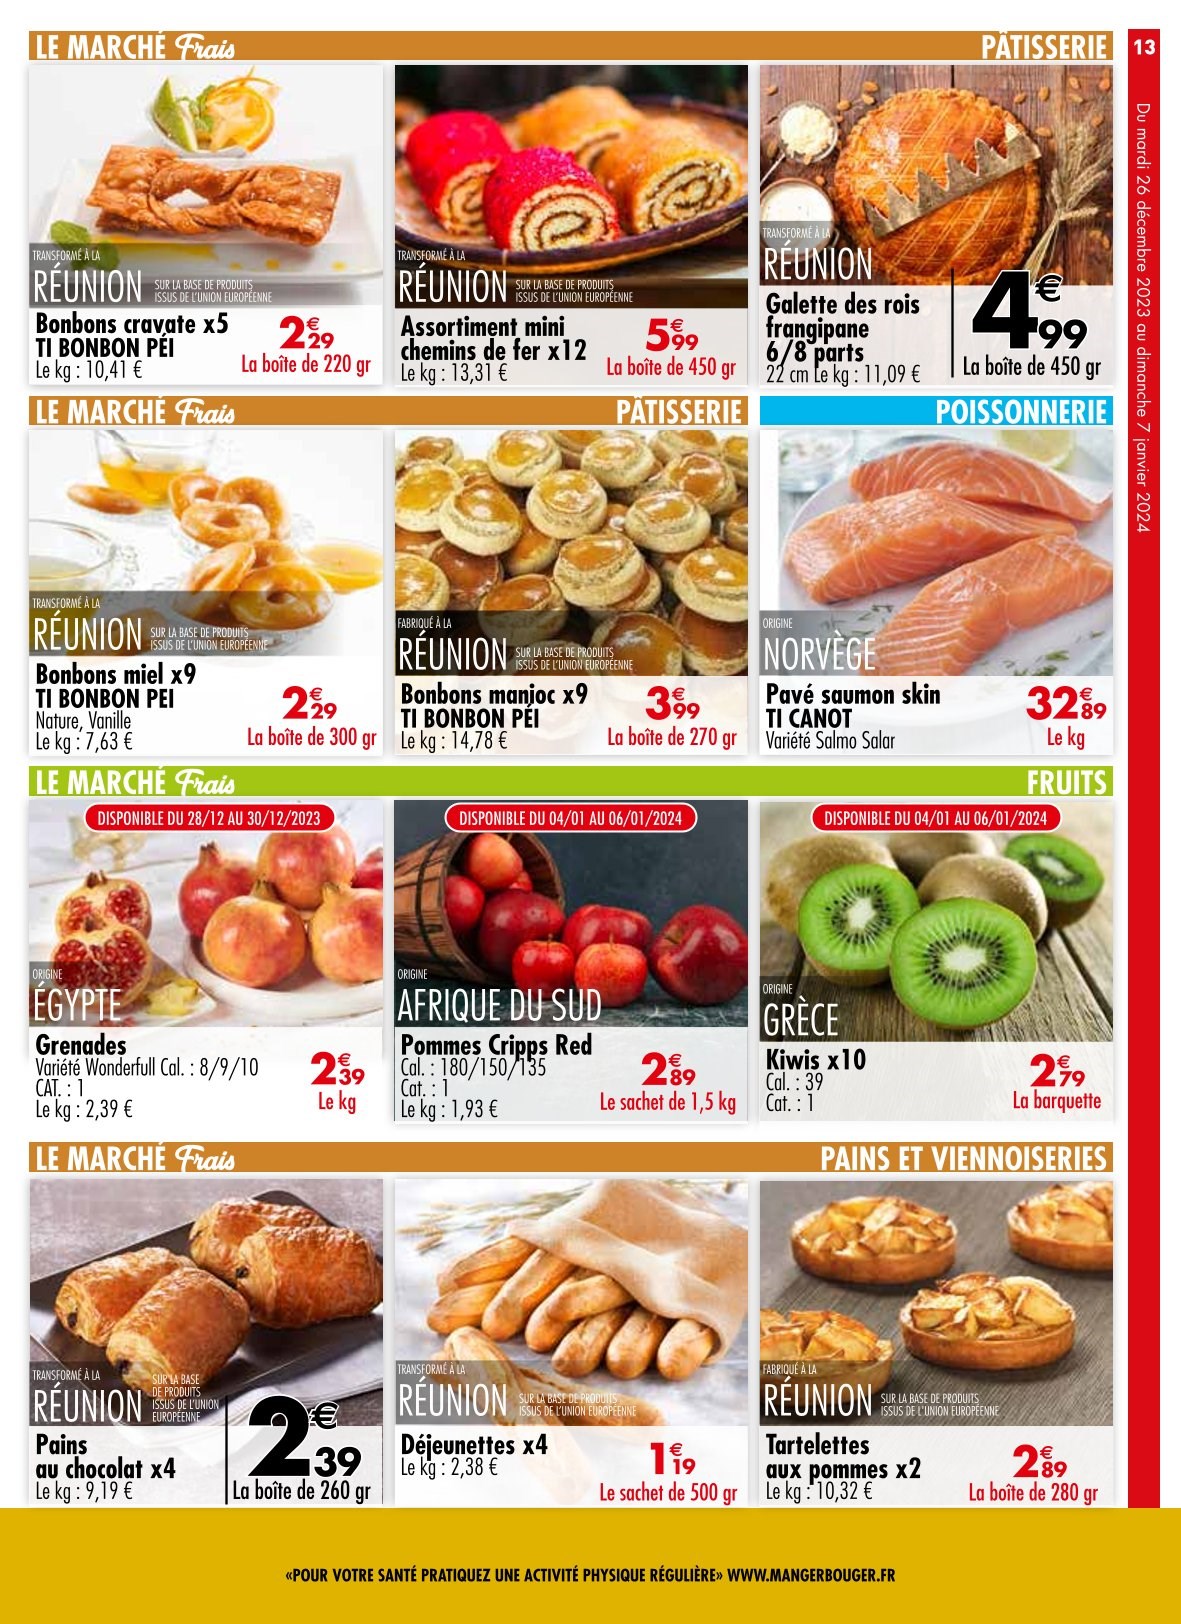 LE MARCHÉ Frais
PÂTISSERIE
13
Du mardi 26 décembre 2023 au dimanche 7 janvier 2024
TRANSFORMÉ À LA
RÉUNION
SUR LA BASE DE PRODUITS
ISSUS DE L'UNION EUROPÉENNE
Bonbons cravate x5
TI BONBON PÉI
Le kg : 10,41 €
2€29
La boîte de 220 gr
TRANSFORMÉ À LA
RÉUNION
SUR LA BASE DE PRODUITS
ISSUS DE L'UNION EUROPÉENNE
Assortiment mini
chemins de fer x12
Le kg : 13,31 €
5€99
La boîte de 450 gr
TRANSFORMÉ À LA
RÉUNION
Galette des rois
frangipane
6/8 parts
22 cm Le kg : 11,09 €
4€99
La boîte de 450 gr
LE MARCHÉ Frais
PÂTISSERIE
POISSONNERIE
TRANSFORMÉ À LA
RÉUNION
SUR LA BASE DE PRODUITS
ISSUS DE L'UNION EUROPÉENNE
Bonbons miel x9
TI BONBON PEI
Nature, Vanille
Le kg : 7,63 €
2€29
La boîte de 300 gr
FABRIQUÉ À LA
RÉUNION
SUR LA BASE DE PRODUITS
ISSUS DE L'UNION EUROPÉENNE
Bonbons manioc x9
TI BONBON PÉI
Le kg : 14,78 €
3€99
La boîte de 270 gr
ORIGINE
NORVÈGE
Pavé saumon skin
TI CANOT
Variété Salmo Salar
32€89
Le kg
LE MARCHÉ Frais
FRUITS
DISPONIBLE DU 28/12 AU 30/12/2023
ORIGINE
ÉGYPTE
Grenades
Variété Wonderfull Cal. : 8/9/10
CAT. : 1
Le kg : 2,39 €
2€39
Le kg
DISPONIBLE DU 04/01 AU 06/01/2024
ORIGINE
AFRIQUE DU SUD
Pommes Cripps Red
Cal. : 180/150/135
Cat. : 1
Le kg : 1,93 €
2€89
Le sachet de 1,5 kg
DISPONIBLE DU 04/01 AU 06/01/2024
ORIGINE
GRÈCE
Kiwis x10
Cal. : 39
Cat. : 1
2€79
La barquette
LE MARCHÉ Frais
PAINS ET VIENNOISERIES
TRANSFORMÉ À LA
RÉUNION
SUR LA BASE
DE PRODUITS
ISSUS DE L'UNION
EUROPÉENNE
Pains
au chocolat x4
Le kg : 9,19 €
2€39
La boîte de 260 gr
TRANSFORMÉ À LA
RÉUNION
SUR LA BASE DE PRODUITS
ISSUS DE L'UNION EUROPÉENNE
Déjeunettes x4
Le kg : 2,38 €
1€19
Le sachet de 500 gr
FABRIQUÉ À LA
RÉUNION
SUR LA BASE DE PRODUITS
ISSUS DE L'UNION EUROPÉENNE
Tartelettes
aux pommes x2
Le kg : 10,32 €
2€89
La boîte de 280 gr
«POUR VOTRE SANTÉ PRATIQUEZ UNE ACTIVITÉ PHYSIQUE RÉGULIÈRE» WWW.MANGERBOUGER.FR